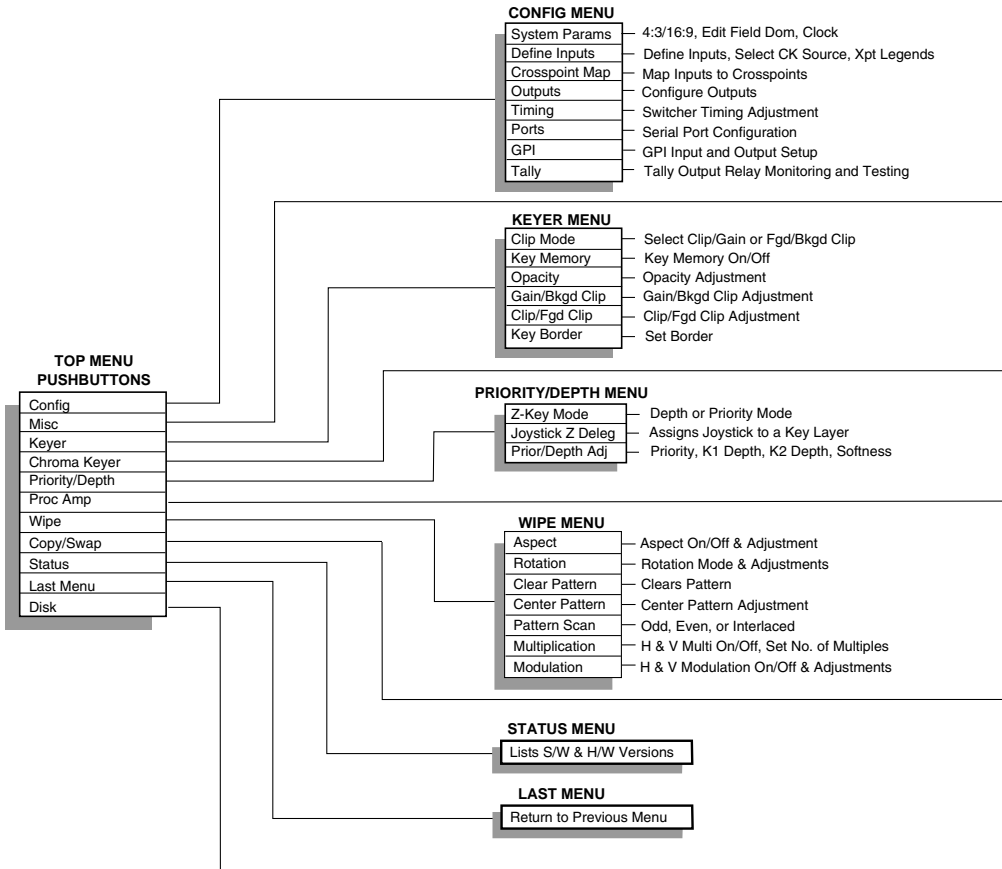 CONFIG MENU
System Params 4:3/16:9, Edit Field Dom, Clock
Define Inputs Define Inputs, Select CK Source, Xpt Legends
Crosspoint Map Map Inputs to Crosspoints
Outputs Configure Outputs
Timing Switcher Timing Adjustment
Ports Serial Port Configuration
GPI GPI Input and Output Setup
Tally Tally Output Relay Monitoring and Testing
KEYER MENU
Clip Mode Select Clip/Gain or Fgd/Bkgd Clip
Key Memory Key Memory On/Off
Opacity Opacity Adjustment
Gain/Bkgd Clip Gain/Bkgd Clip Adjustment
Clip/Fgd Clip Clip/Fgd Clip Adjustment
Key Border Set Border
TOP MENU
PUSHBUTTONS
Config
Misc
Keyer
Chroma Keyer
Priority/Depth
Proc Amp
Wipe
Copy/Swap
Status
Last Menu
Disk
PRIORITY/DEPTH MENU
Z-Key Mode Depth or Priority Mode
Joystick Z Deleg Assigns Joystick to a Key Layer
Prior/Depth Adj Priority, K1 Depth, K2 Depth, Softness
WIPE MENU
Aspect Aspect On/Off & Adjustment
Rotation Rotation Mode & Adjustments
Clear Pattern Clears Pattern
Center Pattern Center Pattern Adjustment
Pattern Scan Odd, Even, or Interlaced
Multiplication H & V Multi On/Off, Set No. of Multiples
Modulation H & V Modulation On/Off & Adjustments
STATUS MENU
Lists S/W & H/W Versions
LAST MENU
Return to Previous Menu